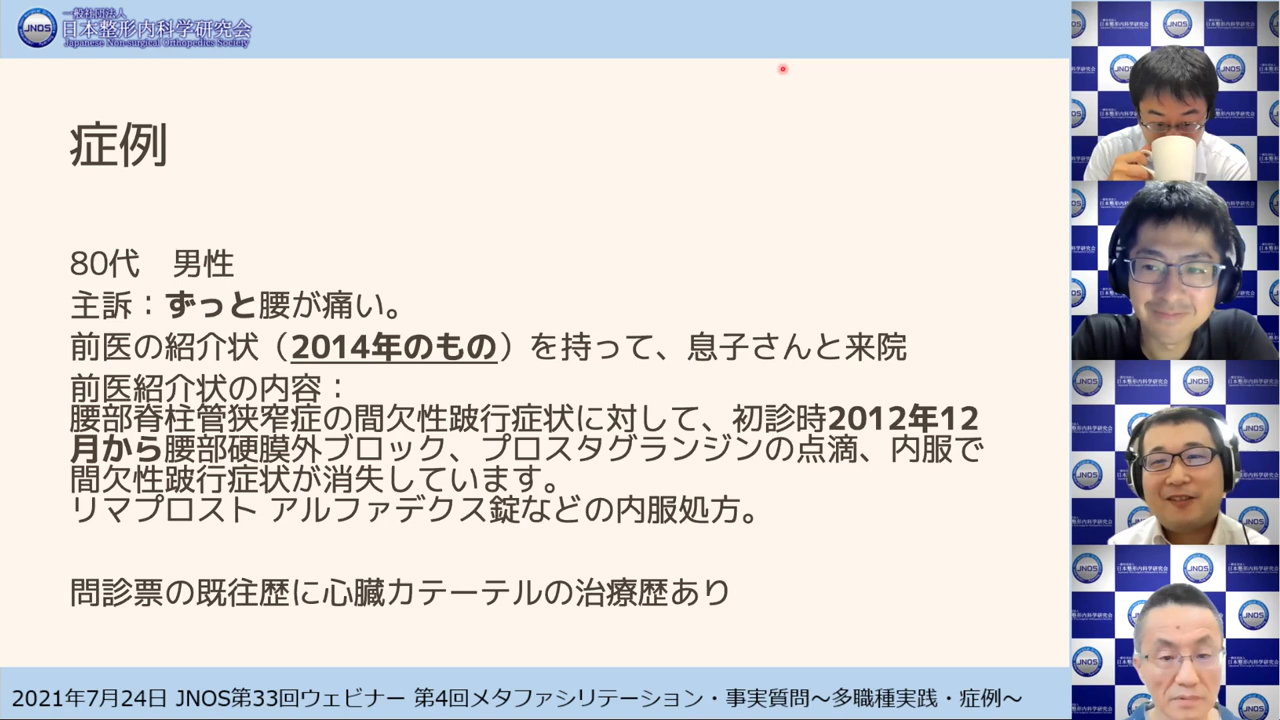 JNOS
一般社団法人
日本整形内科学研究会
Japanese Non-surgical Orthopedics Society
症例
80代 男性
主訴：ずっと腰が痛い。
前医の紹介状（2014年のもの）を持って、息子さんと来院
前医紹介状の内容：
腰部脊柱管狭窄症の間欠性跛行症状に対して、初診時2012年12
月から腰部硬膜外ブロック、プロスタグランジンの点滴、内服で
間欠性跛行症状が消失しています。
リマプロスト アルファデクス錠などの内服処方。
問診票の既往歴に心臓カテーテルの治療歴あり
2021年7月24日 JNOS第33回ウェビナー 第4回メタファシリテーション・事実質問～多職種実践・症例～